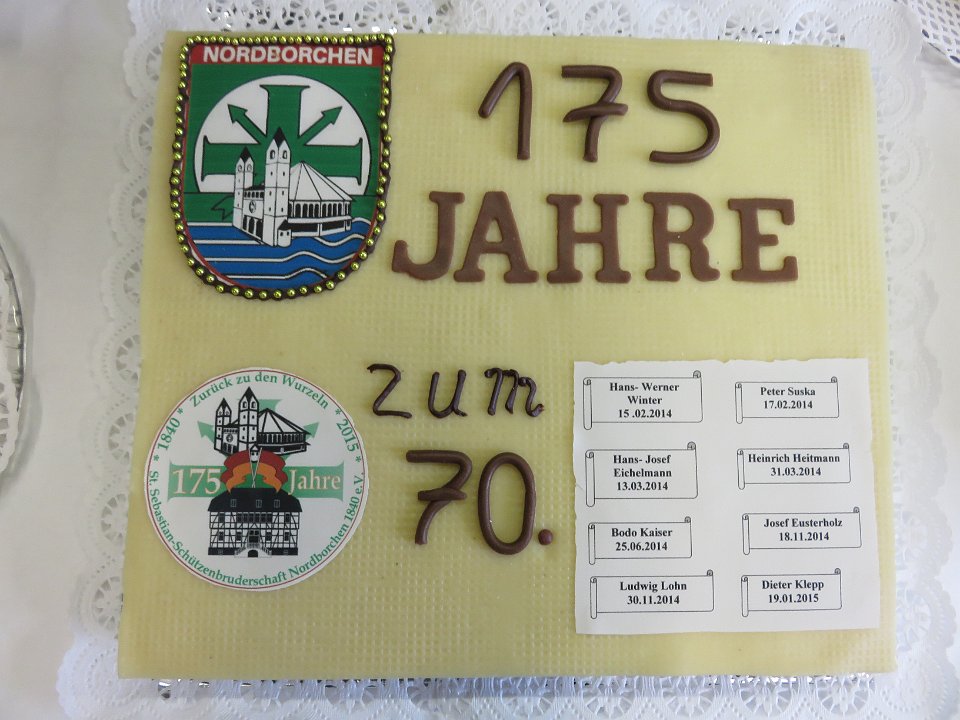 NORDBORCHEN
175
JAHRE
zum
70.
Zurück zu den Wurzeln
* 1840 *
* 2015 *
175 Jahre
St. Sebastian-Schützenbruderschaft Nordborchen 1840 e.V.
Hans- Werner
Winter
15 .02.2014
Peter Suska
17.02.2014
Hans- Josef
Eichelmann
13.03.2014
Heinrich Heitmann
31.03.2014
Bodo Kaiser
25.06.2014
Josef Eusterholz
18.11.2014
Ludwig Lohn
30.11.2014
Dieter Klepp
19.01.2015